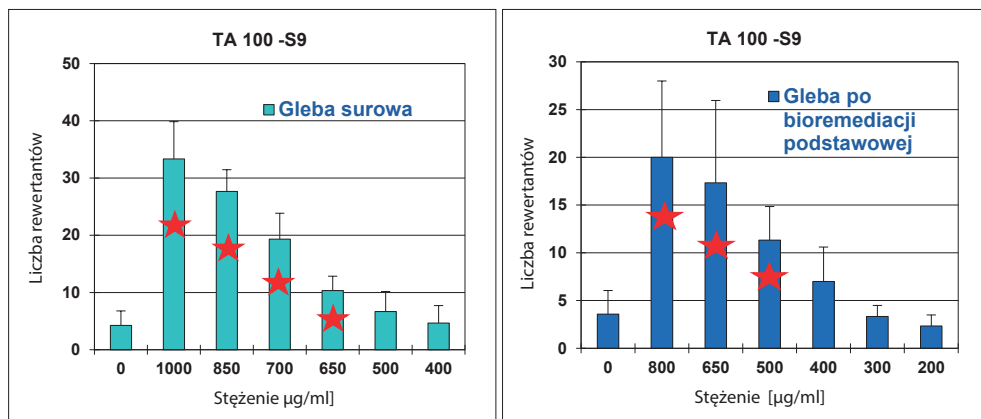 TA 100 -S9
Liczba rewertantów
50
40
30
20
10
0
Gleba surowa
0 1000 850 700 650 500 400
Stężenie µg/ml]
TA 100 -S9
Liczba rewertantów
30
25
20
15
10
5
0
Gleba po
bioremediacji
podstawowej
0 800 650 500 400 300 200
Stężenie [µg/ml]